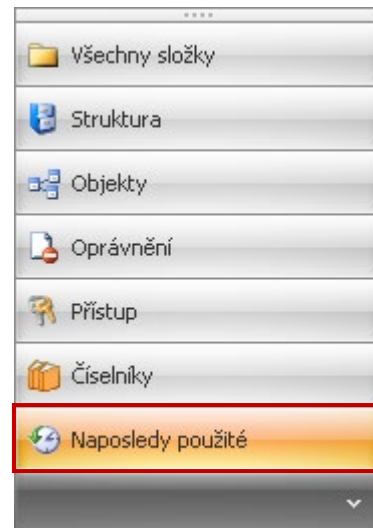 Všechny složky
Struktura
Objekty
Oprávnění
Přístup
Číselníky
Naposledy použité